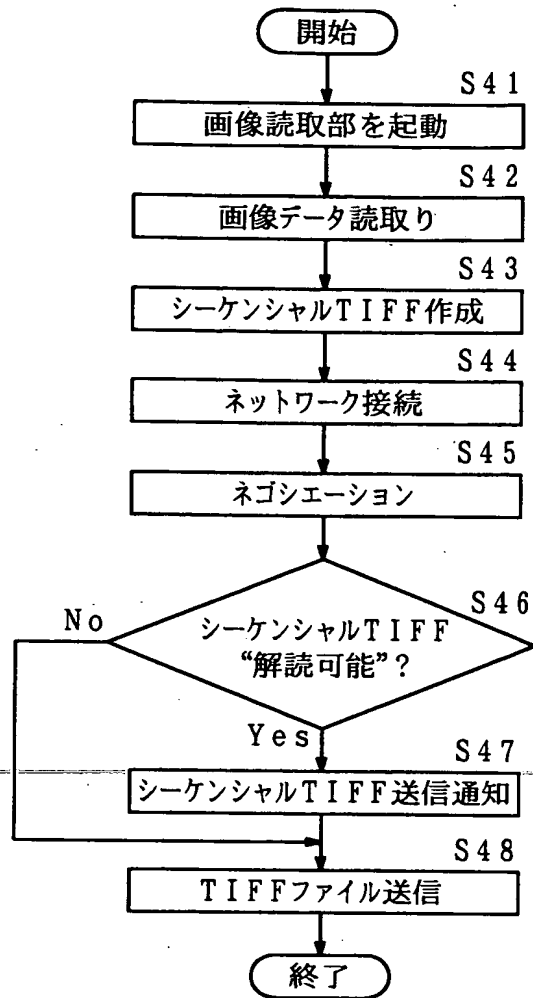 開始
S41
画像読取部を起動
S42
画像データ読取り
S43
シーケンシャルTIFF作成
S44
ネットワーク接続
S45
ネゴシエーション
S46
No
シーケンシャルTIFF
“解読可能”?
Yes
S47
シーケンシャルTIFF送信通知
S48
TIFFファイル送信
終了